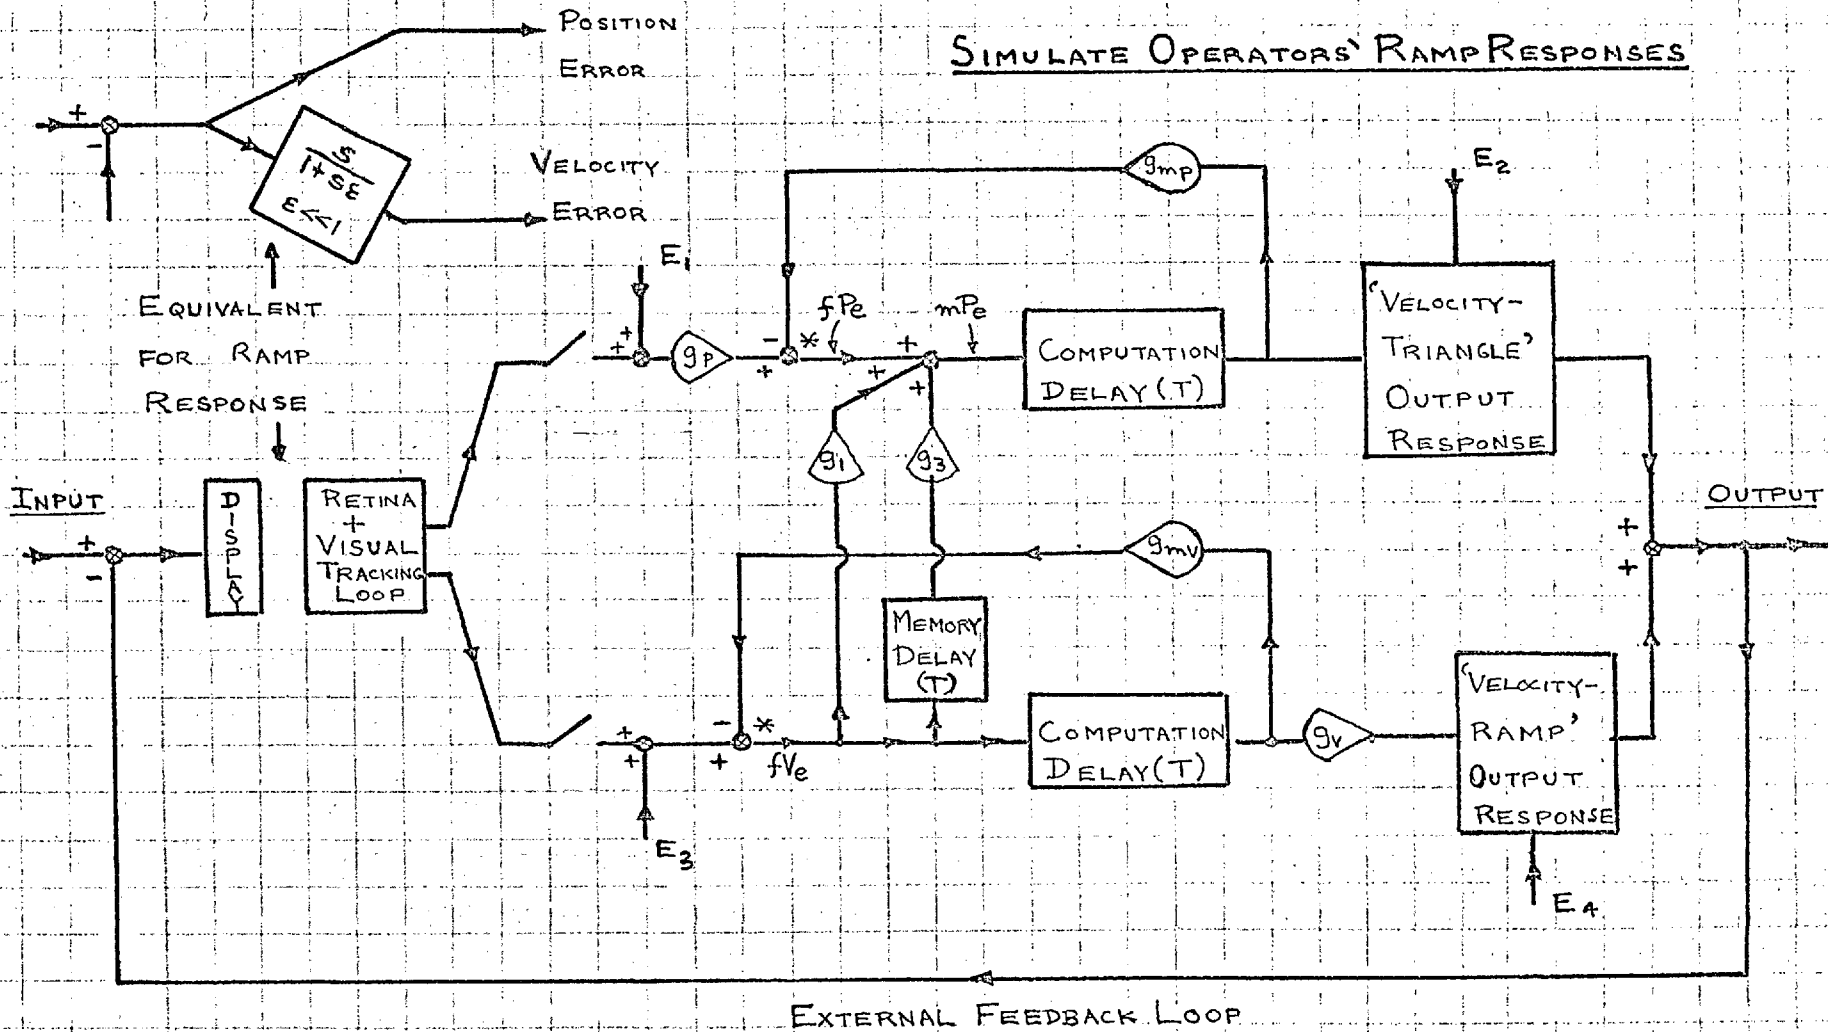 SIMULATE OPERATORS' RAMP RESPONSES
POSITION
ERROR
+
-
S
1+Sε
ε<<1
VELOCITY
ERROR
EQUIVALENT
FOR RAMP
RESPONSE
E1
+
+
gp
-
+
*
fPe
+
+
+
mPe
gmp
COMPUTATION
DELAY(T)
E2
'VELOCITY-
TRIANGLE'
OUTPUT
RESPONSE
g1
g3
INPUT
+
-
DISPLAY
RETINA
+
VISUAL
TRACKING
LOOP
gmv
MEMORY
DELAY
(T)
+
+
OUTPUT
+
+
E3
-
+
*
fVe
COMPUTATION
DELAY(T)
gv
'VELOCITY-
RAMP'
OUTPUT
RESPONSE
E4
EXTERNAL FEEDBACK LOOP